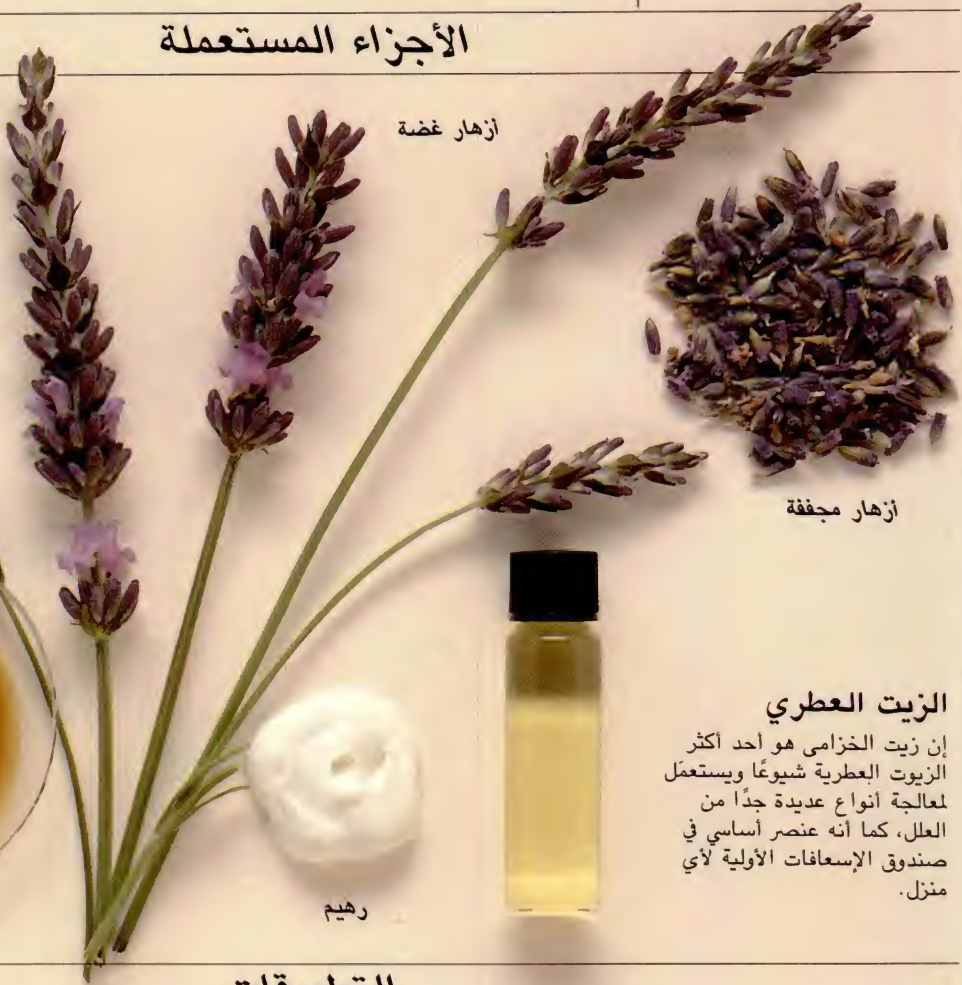 الأجزاء المستعملة
أزهار غضة
أزهار مجففة
الزيت العطري
إن زيت الخزامى هو أحد أكثر
الزيوت العطرية شيوعًا ويستعمَل
لمعالجة أنواع عديدة جدًا من
العلل، كما أنه عنصر أساسي في
صندوق الإسعافات الأولية لأي
منزل.
رهيم